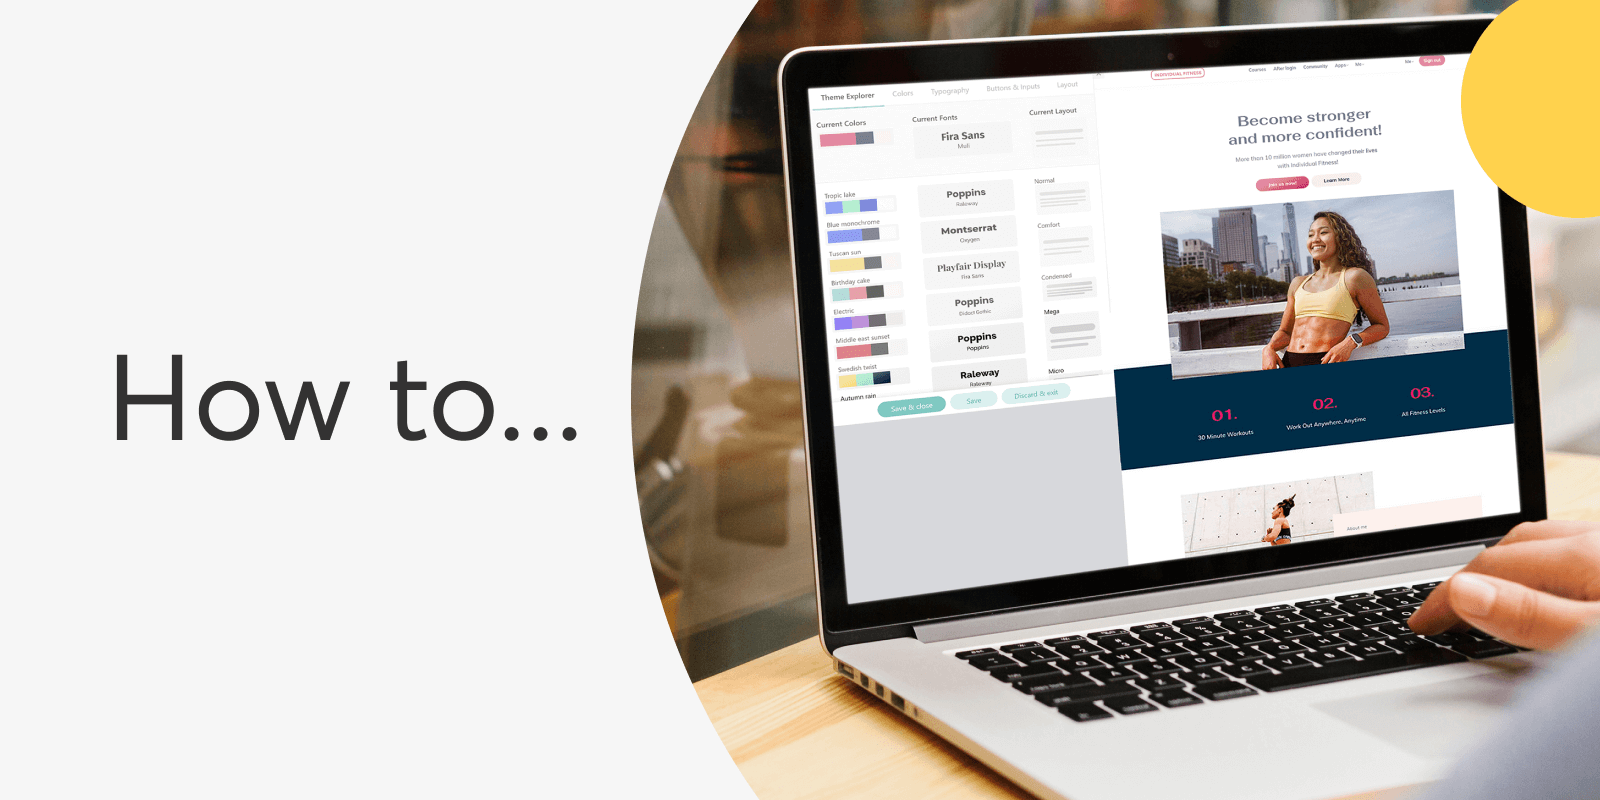 How to...
Theme Explorer
Colors
Typography
Buttons & Inputs
Layout
Current Colors
Current Fonts
Current Layout
Fira Sans
Muli
Tropic lake
Blue monochrome
Tuscan sun
Birthday cake
Electric
Middle east sunset
Swedish twist
Autumn rain
Poppins
Raleway
Montserrat
Oxygen
Playfair Display
Fira Sans
Poppins
Didact Gothic
Poppins
Poppins
Raleway
Raleway
Normal
Comfort
Condensed
Mega
Micro
Save & close
Save
Discard & exit
INDIVIDUAL FITNESS
Courses
After login
Community
Apps
Me
Me
Sign out
Become stronger
and more confident!
More than 10 million women have changed their lives
with Individual Fitness!
Join us now!
Learn More
01.
30 Minute Workouts
02.
Work Out Anywhere, Anytime
03.
All Fitness Levels
About me